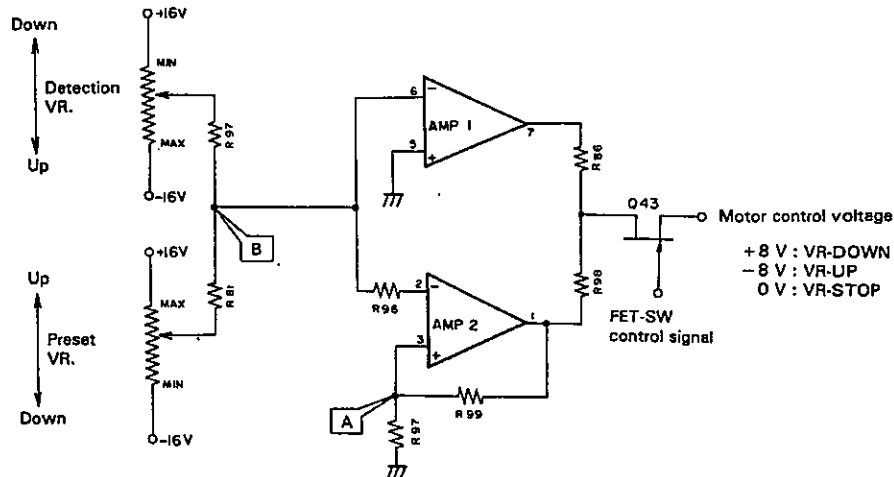 Down
Detection
VR.
Up
+16V
MIN
MAX
-16V
R97
B
R81
Up
Preset
VR.
Down
+16V
MAX
MIN
-16V
6
5
AMP 1
7
R86
R96
2
3
AMP 2
1
R98
A
R97
R99
Q43
FET-SW
control signal
Motor control voltage
+8 V : VR-DOWN
-8 V : VR-UP
0 V : VR-STOP